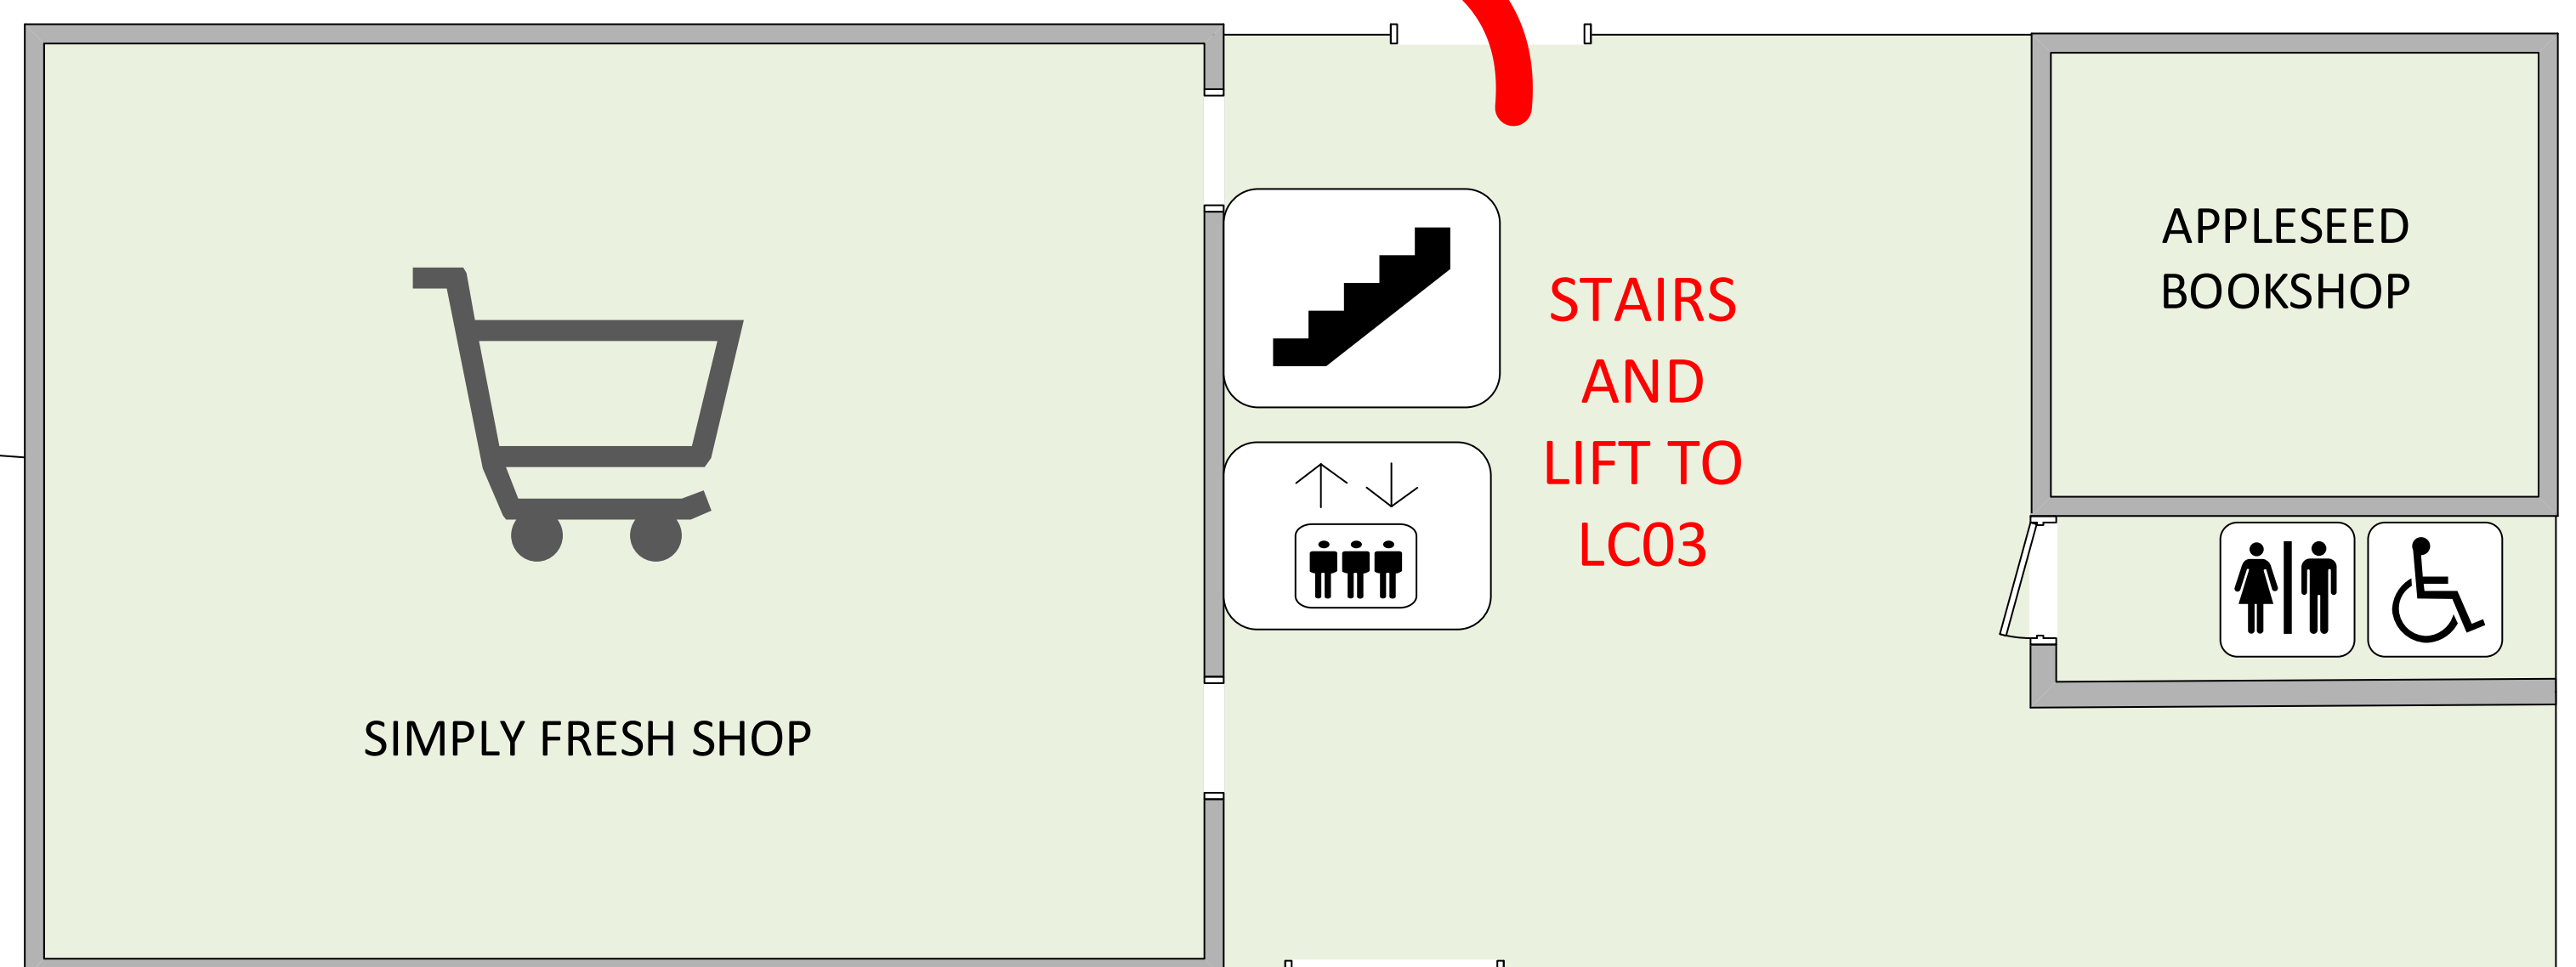 SIMPLY FRESH SHOP
STAIRS
AND
LIFT TO
LC03
APPLESEED
BOOKSHOP